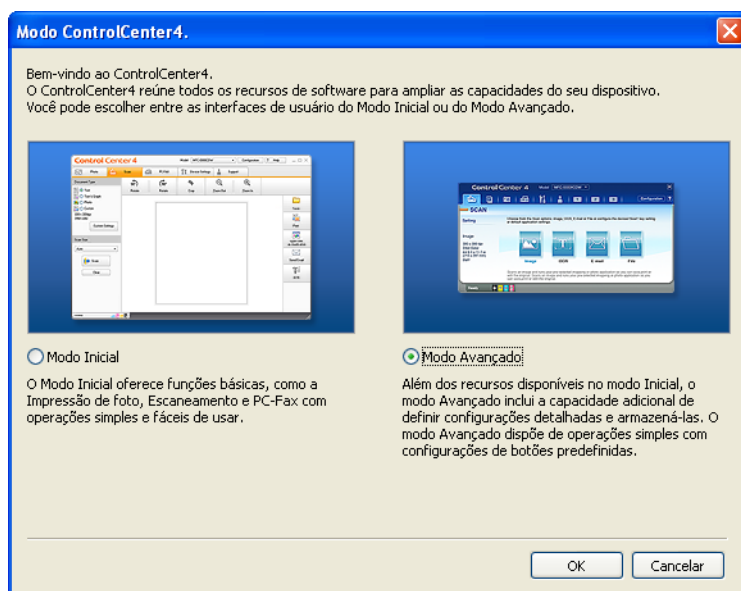 Modo ControlCenter4.
Bem-vindo ao ControlCenter4.
O ControlCenter4 reúne todos os recursos de software para ampliar as capacidades do seu dispositivo.
Você pode escolher entre as interfaces de usuário do Modo Inicial ou do Modo Avançado.
Control Center 4
Control Center 4
SCAN
Image
OCR
E-mail
File
Modo Inicial
O Modo Inicial oferece funções básicas, como a
Impressão de foto, Escaneamento e PC-Fax com
operações simples e fáceis de usar.
Modo Avançado
Além dos recursos disponíveis no modo Inicial, o
modo Avançado inclui a capacidade adicional de
definir configurações detalhadas e armazená-las. O
modo Avançado dispõe de operações simples com
configurações de botões predefinidas.
OK
Cancelar